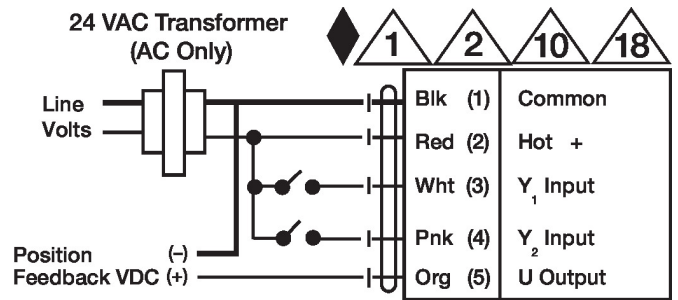 24 VAC Transformer
(AC Only)
1 2 10 18
Line
Volts
Blk (1) Common
Red (2) Hot +
Wht (3) Y1 Input
Pnk (4) Y2 Input
Org (5) U Output
Position (–)
Feedback VDC (+)